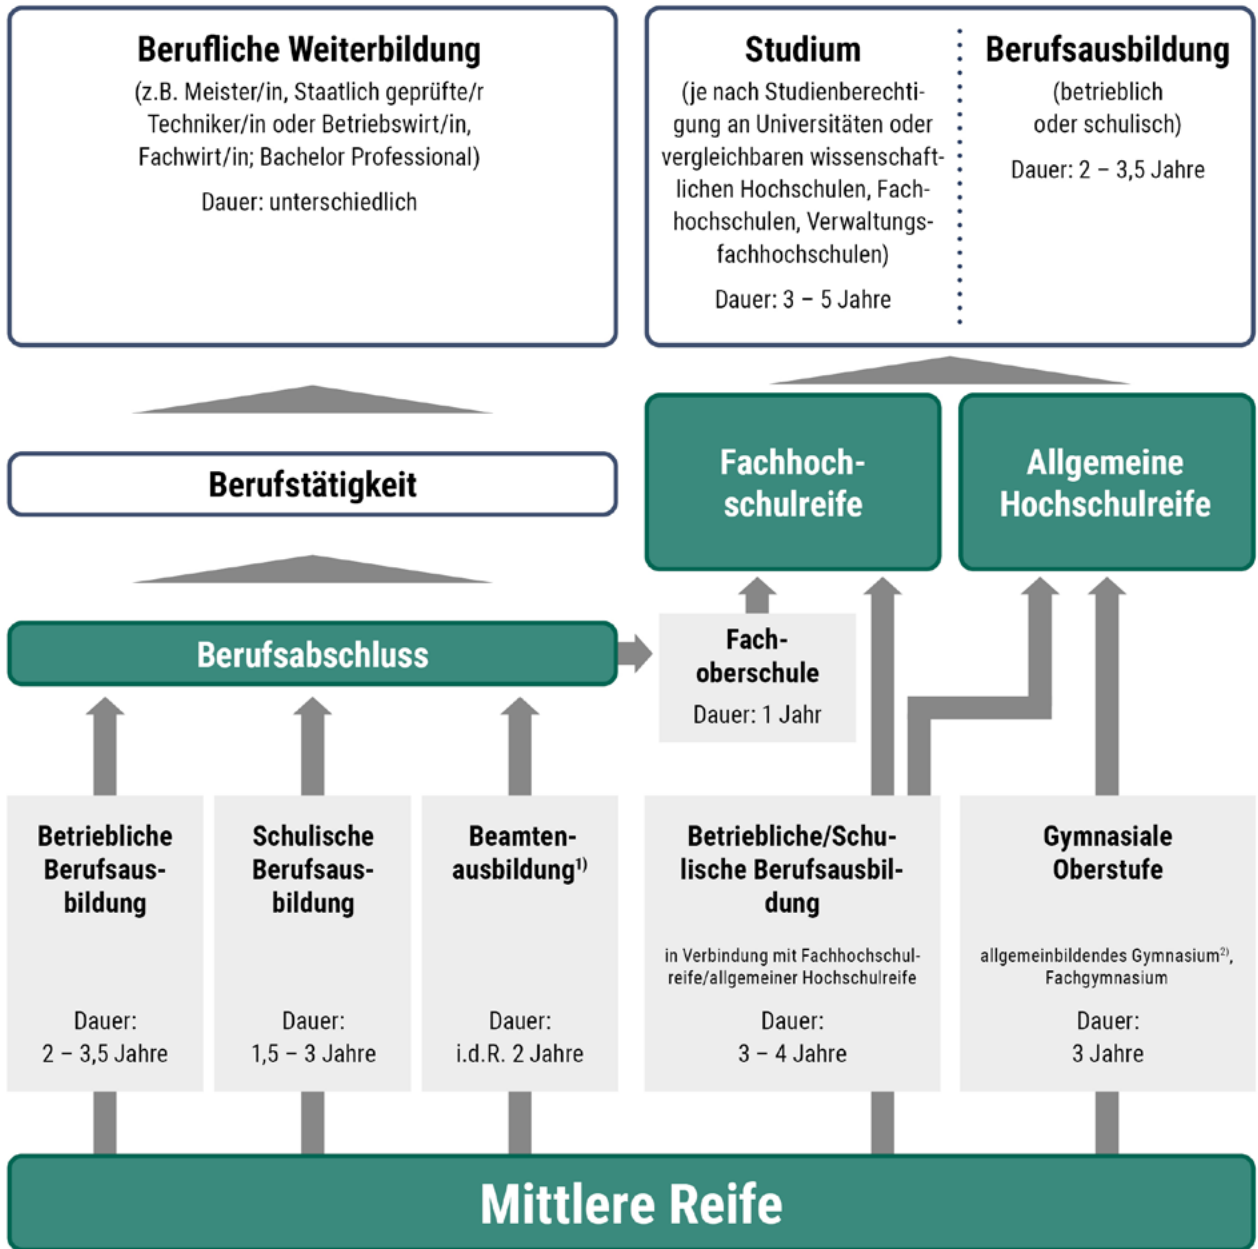 Berufliche Weiterbildung
(z.B. Meister/in, Staatlich geprüfte/r
Techniker/in oder Betriebswirt/in,
Fachwirt/in; Bachelor Professional)
Dauer: unterschiedlich
Studium
(je nach Studienberechti-
gung an Universitäten oder
vergleichbaren wissenschaft-
lichen Hochschulen, Fach-
hochschulen, Verwaltungs-
fachhochschulen)
Dauer: 3 – 5 Jahre
Berufsausbildung
(betrieblich
oder schulisch)
Dauer: 2 – 3,5 Jahre
Berufstätigkeit
Fachhoch-
schulreife
Allgemeine
Hochschulreife
Berufsabschluss
Fach-
oberschule
Dauer: 1 Jahr
Betriebliche
Berufsaus-
bildung
Dauer:
2 – 3,5 Jahre
Schulische
Berufsaus-
bildung
Dauer:
1,5 – 3 Jahre
Beamten-
ausbildung¹⁾
Dauer:
i.d.R. 2 Jahre
Betriebliche/Schu-
lische Berufsausbil-
dung
in Verbindung mit Fachhochschul-
reife/allgemeiner Hochschulreife
Dauer:
3 – 4 Jahre
Gymnasiale
Oberstufe
allgemeinbildendes Gymnasium²⁾,
Fachgymnasium
Dauer:
3 Jahre
Mittlere Reife